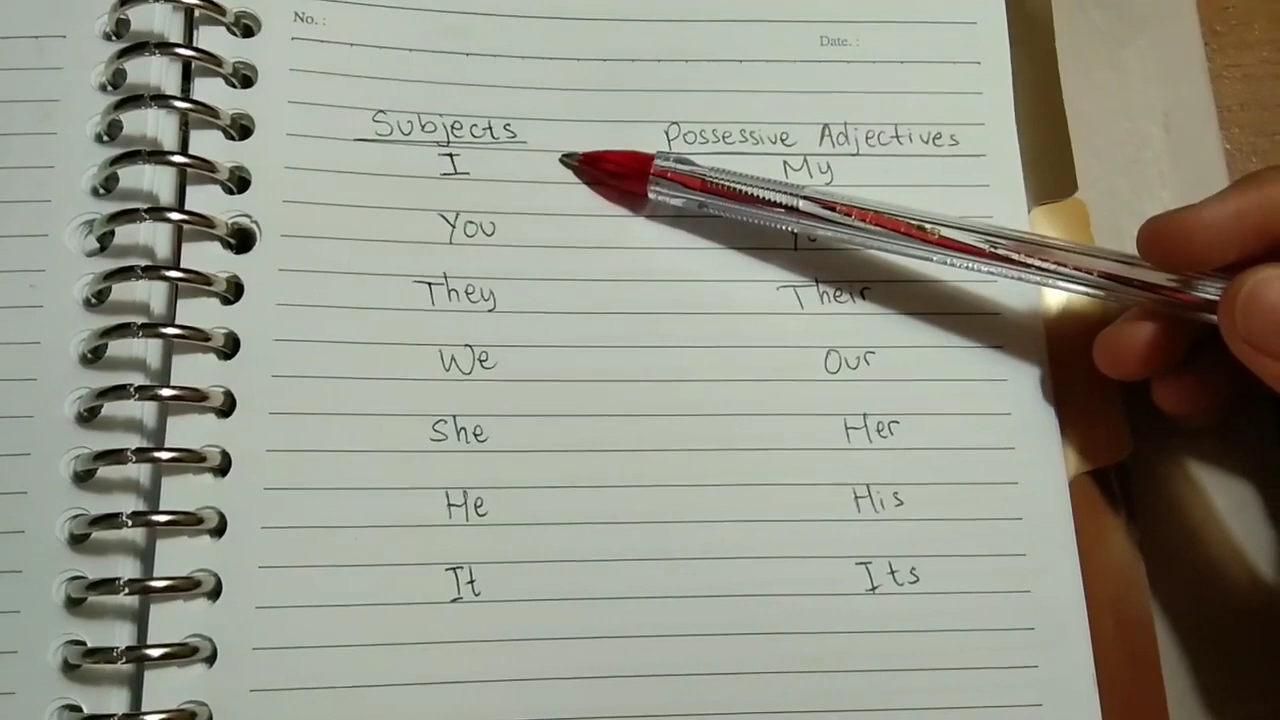 No. :
Date. :
Subjects Possessive Adjectives
I My
You
They Their
We Our
She Her
He His
It Its